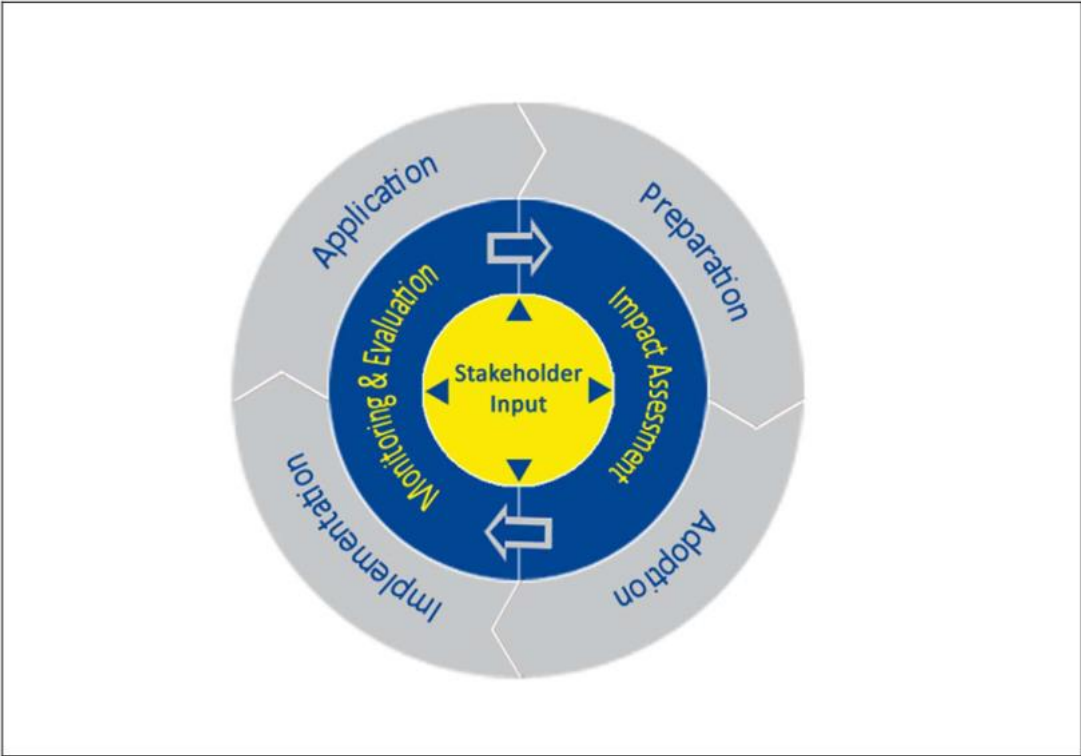 Application
Preparation
Monitoring & Evaluation
Impact Assessment
Stakeholder
Input
Implementation
Adoption